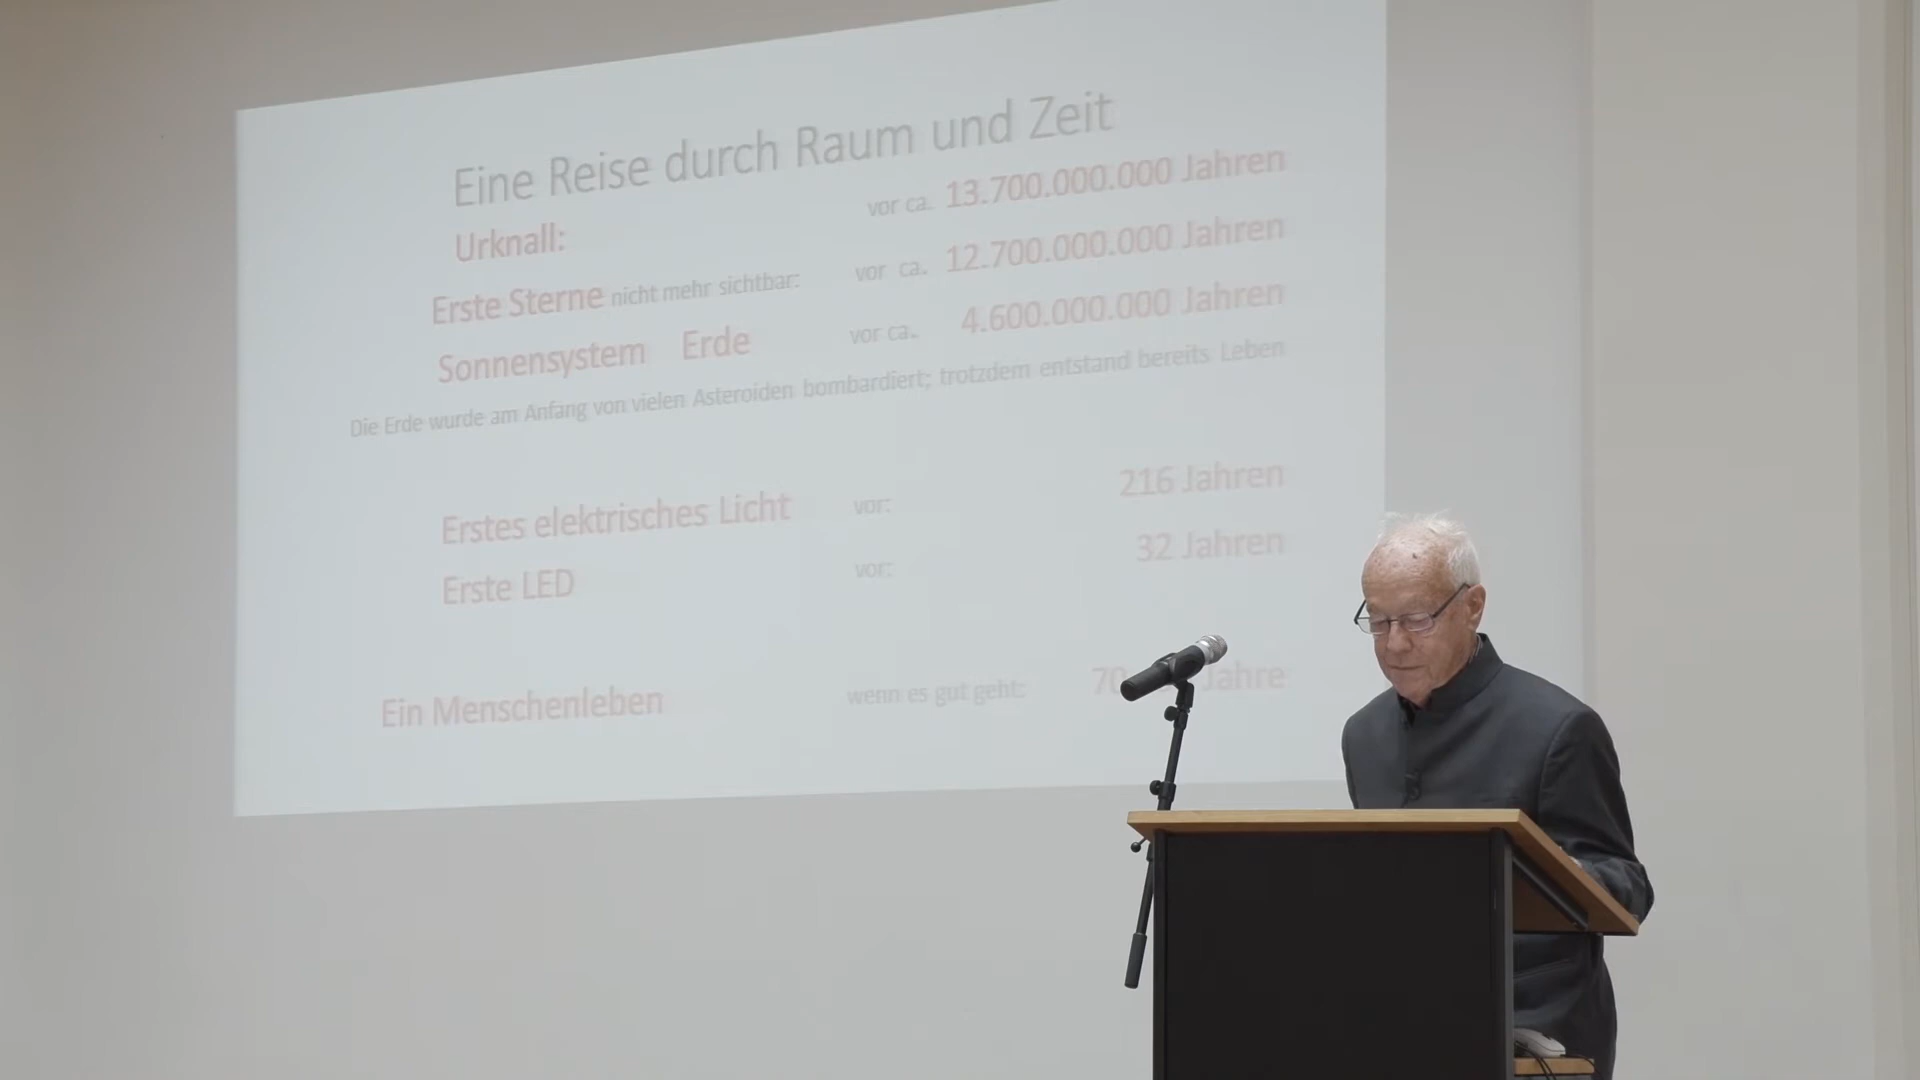 Eine Reise durch Raum und Zeit
Urknall: vor ca. 13.700.000.000 Jahren
Erste Sterne nicht mehr sichtbar: vor ca. 12.700.000.000 Jahren
Sonnensystem Erde vor ca. 4.600.000.000 Jahren
Die Erde wurde am Anfang von vielen Asteroiden bombardiert; trotzdem entstand bereits Leben
Erstes elektrisches Licht vor: 216 Jahren
Erste LED vor: 32 Jahren
Ein Menschenleben wenn es gut geht: 70 Jahre